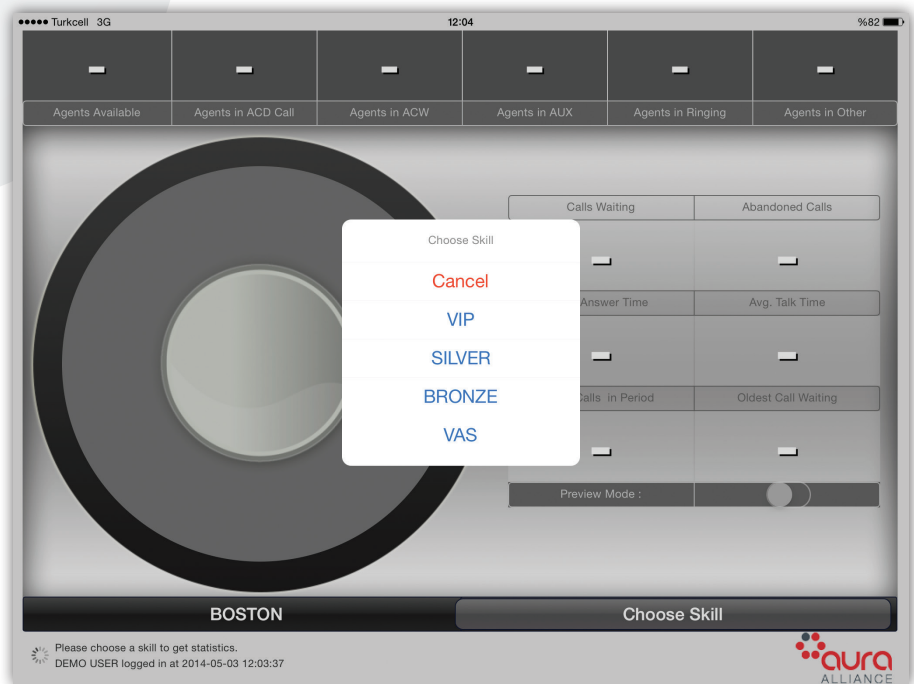 Turkcell 3G 12:04 %82
Agents Available Agents in ACD Call Agents in ACW Agents in AUX Agents in Ringing Agents in Other
Calls Waiting Abandoned Calls
Choose Skill
Cancel
Answer Time Avg. Talk Time
VIP
SILVER
BRONZE
Calls in Period Oldest Call Waiting
VAS
Preview Mode :
BOSTON Choose Skill
Please choose a skill to get statistics.
DEMO USER logged in at 2014-05-03 12:03:37
aura
ALLIANCE